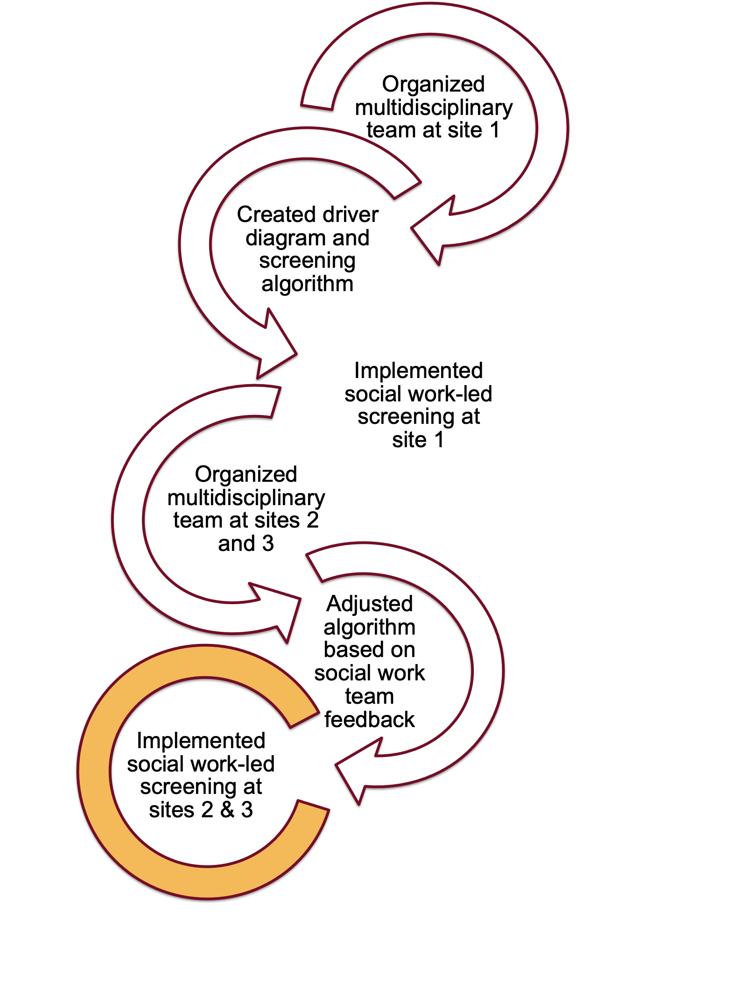 Organized
multidisciplinary
team at site 1
Created driver
diagram and
screening
algorithm
Implemented
social work-led
screening at
site 1
Organized
multidisciplinary
team at sites 2
and 3
Adjusted
algorithm
based on
social work
team
feedback
Implemented
social work-led
screening at
sites 2 & 3